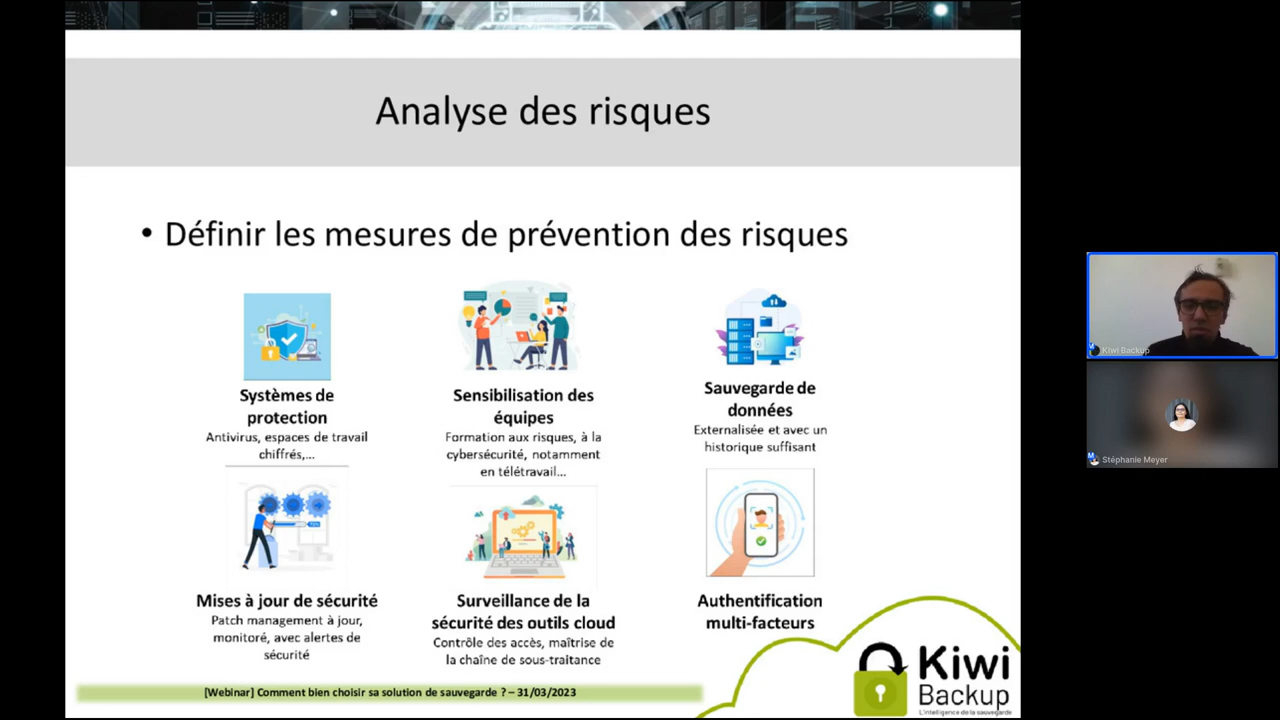 Analyse des risques
• Définir les mesures de prévention des risques
Systèmes de
protection
Antivirus, espaces de travail
chiffrés,...
Sensibilisation des
équipes
Formation aux risques, à la
cybersécurité, notamment
en télétravail...
Sauvegarde de
données
Externalisée et avec un
historique suffisant
Mises à jour de sécurité
Patch management à jour,
monitoré, avec alertes de
sécurité
Surveillance de la
sécurité des outils cloud
Contrôle des accès, maîtrise de
la chaîne de sous-traitance
Authentification
multi-facteurs
[Webinar] Comment bien choisir sa solution de sauvegarde ? – 31/03/2023
Kiwi
Backup
L'intelligence de la sauvegarde
Kiwi Backup
Stéphanie Meyer